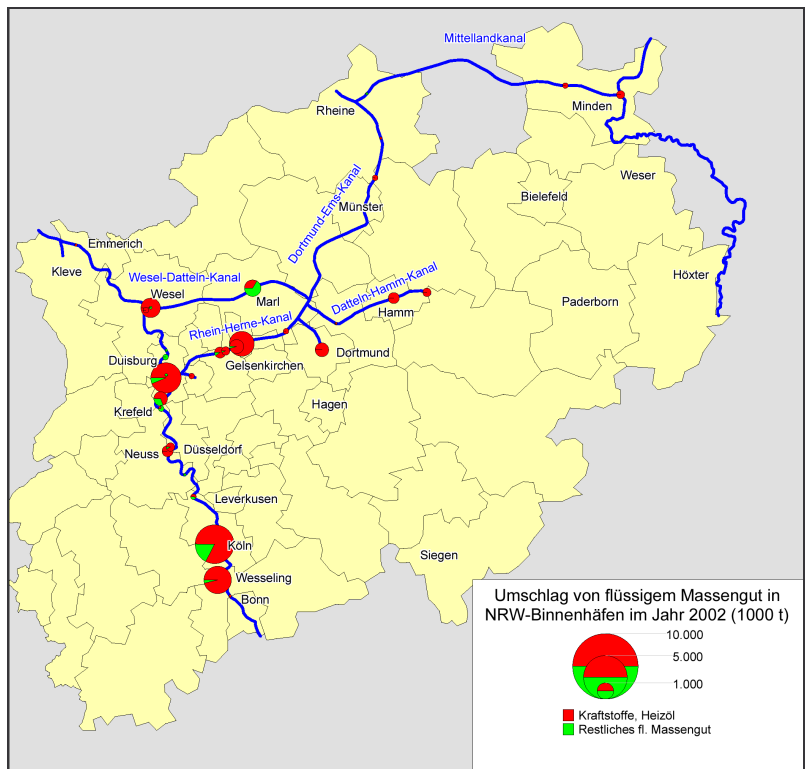 Mittellandkanal
Rheine
Minden
Dortmund-Ems-Kanal
Weser
Bielefeld
Münster
Emmerich
Kleve
Wesel-Datteln-Kanal
Höxter
Wesel
Marl
Datteln-Hamm-Kanal
Paderborn
Hamm
Rhein-Herne-Kanal
Dortmund
Duisburg
Gelsenkirchen
Hagen
Krefeld
Neuss
Düsseldorf
Leverkusen
Köln
Siegen
Wesseling
Bonn
Umschlag von flüssigem Massengut in
NRW-Binnenhäfen im Jahr 2002 (1000 t)
10.000
5.000
1.000
Kraftstoffe, Heizöl
Restliches fl. Massengut